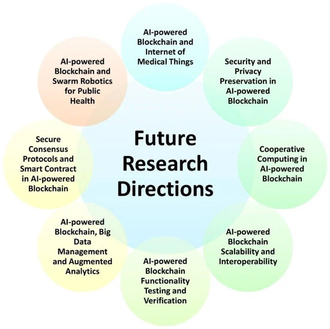 AI-powered
Blockchain and
Internet of
Medical Things
Security and
Privacy
Preservation in
AI-powered
Blockchain
Cooperative
Computing in
AI-powered
Blockchain
AI-powered
Blockchain
Scalability and
Interoperability
AI-powered
Blockchain
Functionality
Testing and
Verification
AI-powered
Blockchain, Big
Data
Management
and Augmented
Analytics
Secure
Consensus
Protocols and
Smart Contract
in AI-powered
Blockchain
AI-powered
Blockchain and
Swarm Robotics
for Public
Health
Future
Research
Directions